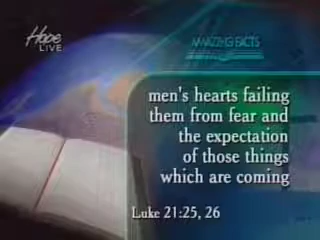 Hope
LIVE
AMAZING FACTS
men's hearts failing
them from fear and
the expectation
of those things
which are coming
Luke 21:25, 26